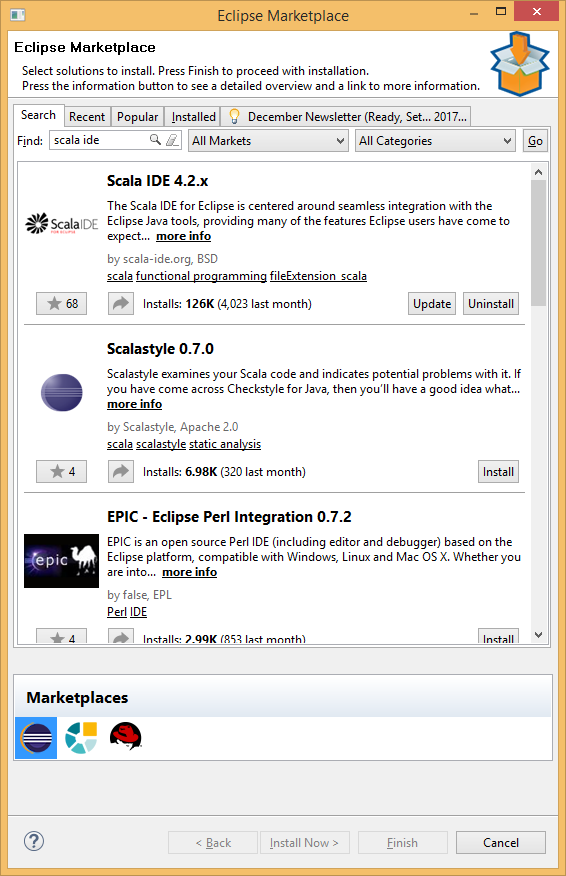 Eclipse Marketplace
Eclipse Marketplace
Select solutions to install. Press Finish to proceed with installation.
Press the information button to see a detailed overview and a link to more information.
Search Recent Popular Installed December Newsletter (Ready, Set... 2017...
Find: scala ide All Markets All Categories Go
Scala IDE 4.2.x
The Scala IDE for Eclipse is centered around seamless integration with the
Eclipse Java tools, providing many of the features Eclipse users have come to
expect... more info
ScalaIDE
FOR ECLIPSE
by scala-ide.org, BSD
scala functional programming fileExtension_scala
68 Installs: 126K (4,023 last month) Update Uninstall
Scalastyle 0.7.0
Scalastyle examines your Scala code and indicates potential problems with it. If
you have come across Checkstyle for Java, then you'll have a good idea what...
more info
by Scalastyle, Apache 2.0
scala scalastyle static analysis
4 Installs: 6.98K (320 last month) Install
EPIC - Eclipse Perl Integration 0.7.2
EPIC is an open source Perl IDE (including editor and debugger) based on the
Eclipse platform, compatible with Windows, Linux and Mac OS X. Whether you
are into... more info
epic
by false, EPL
Perl IDE
4 Installs: 2.99K (853 last month) Install
Marketplaces
? < Back Install Now > Finish Cancel